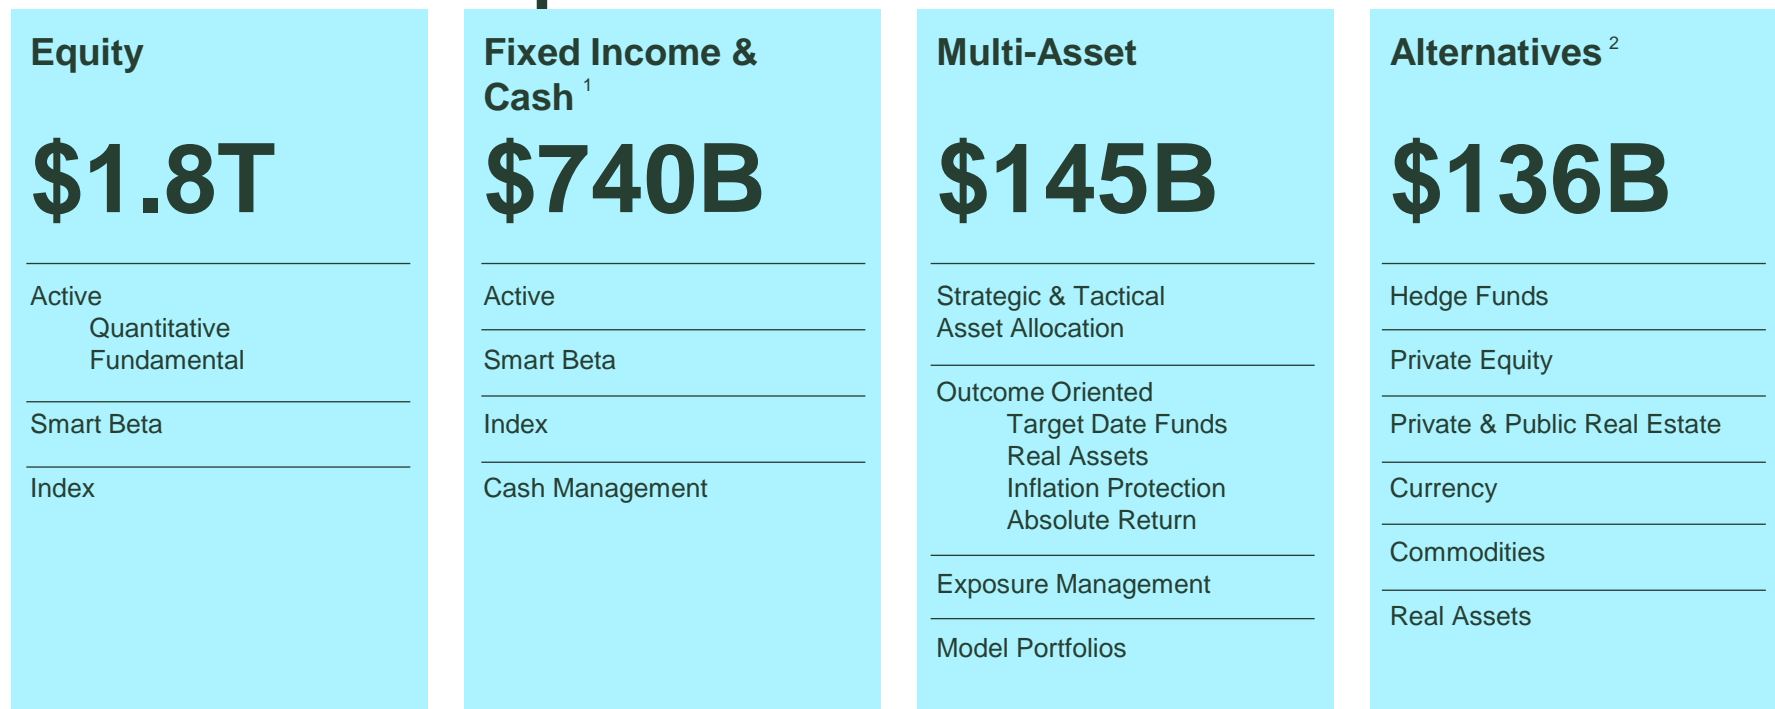 Equity
$1.8T
Active
Quantitative
Fundamental
Smart Beta
Index
Fixed Income &
Cash 1
$740B
Active
Smart Beta
Index
Cash Management
Multi-Asset
$145B
Strategic & Tactical
Asset Allocation
Outcome Oriented
Target Date Funds
Real Assets
Inflation Protection
Absolute Return
Exposure Management
Model Portfolios
Alternatives 2
$136B
Hedge Funds
Private Equity
Private & Public Real Estate
Currency
Commodities
Real Assets